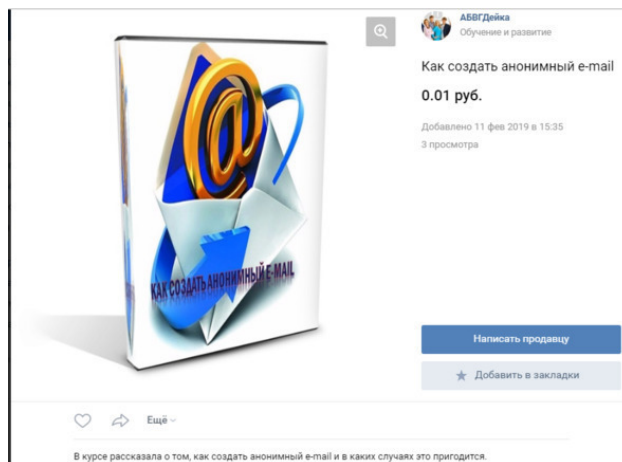 АБВГДейка
Обучение и развитие
Как создать анонимный e-mail
0.01 руб.
Добавлено 11 фев 2019 в 15:35
3 просмотра
@
КАК СОЗДАТЬ АНОНИМНЫЙ E-MAIL
Написать продавцу
Добавить в закладки
Ещё
В курсе рассказала о том, как создать анонимный e-mail и в каких случаях это пригодится.